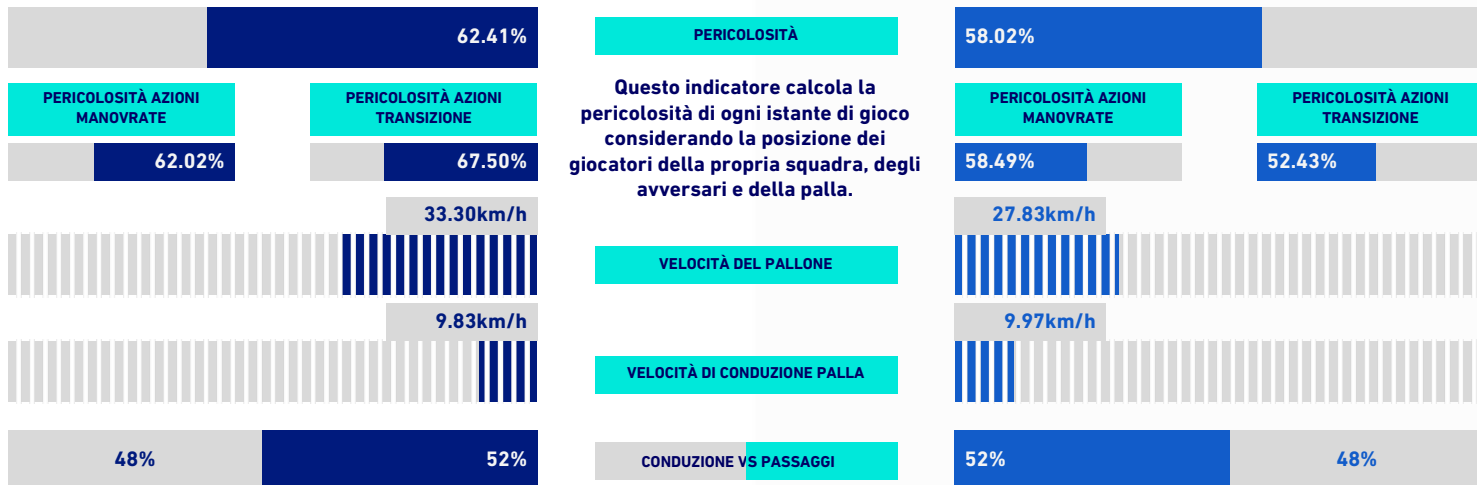 62.41%
PERICOLOSITÀ
58.02%
PERICOLOSITÀ AZIONI
MANOVRATE
PERICOLOSITÀ AZIONI
TRANSIZIONE
62.02%
67.50%
Questo indicatore calcola la
pericolosità di ogni istante di gioco
considerando la posizione dei
giocatori della propria squadra, degli
avversari e della palla.
PERICOLOSITÀ AZIONI
MANOVRATE
PERICOLOSITÀ AZIONI
TRANSIZIONE
58.49%
52.43%
33.30km/h
VELOCITÀ DEL PALLONE
27.83km/h
9.83km/h
VELOCITÀ DI CONDUZIONE PALLA
9.97km/h
48%
52%
CONDUZIONE VS PASSAGGI
52%
48%